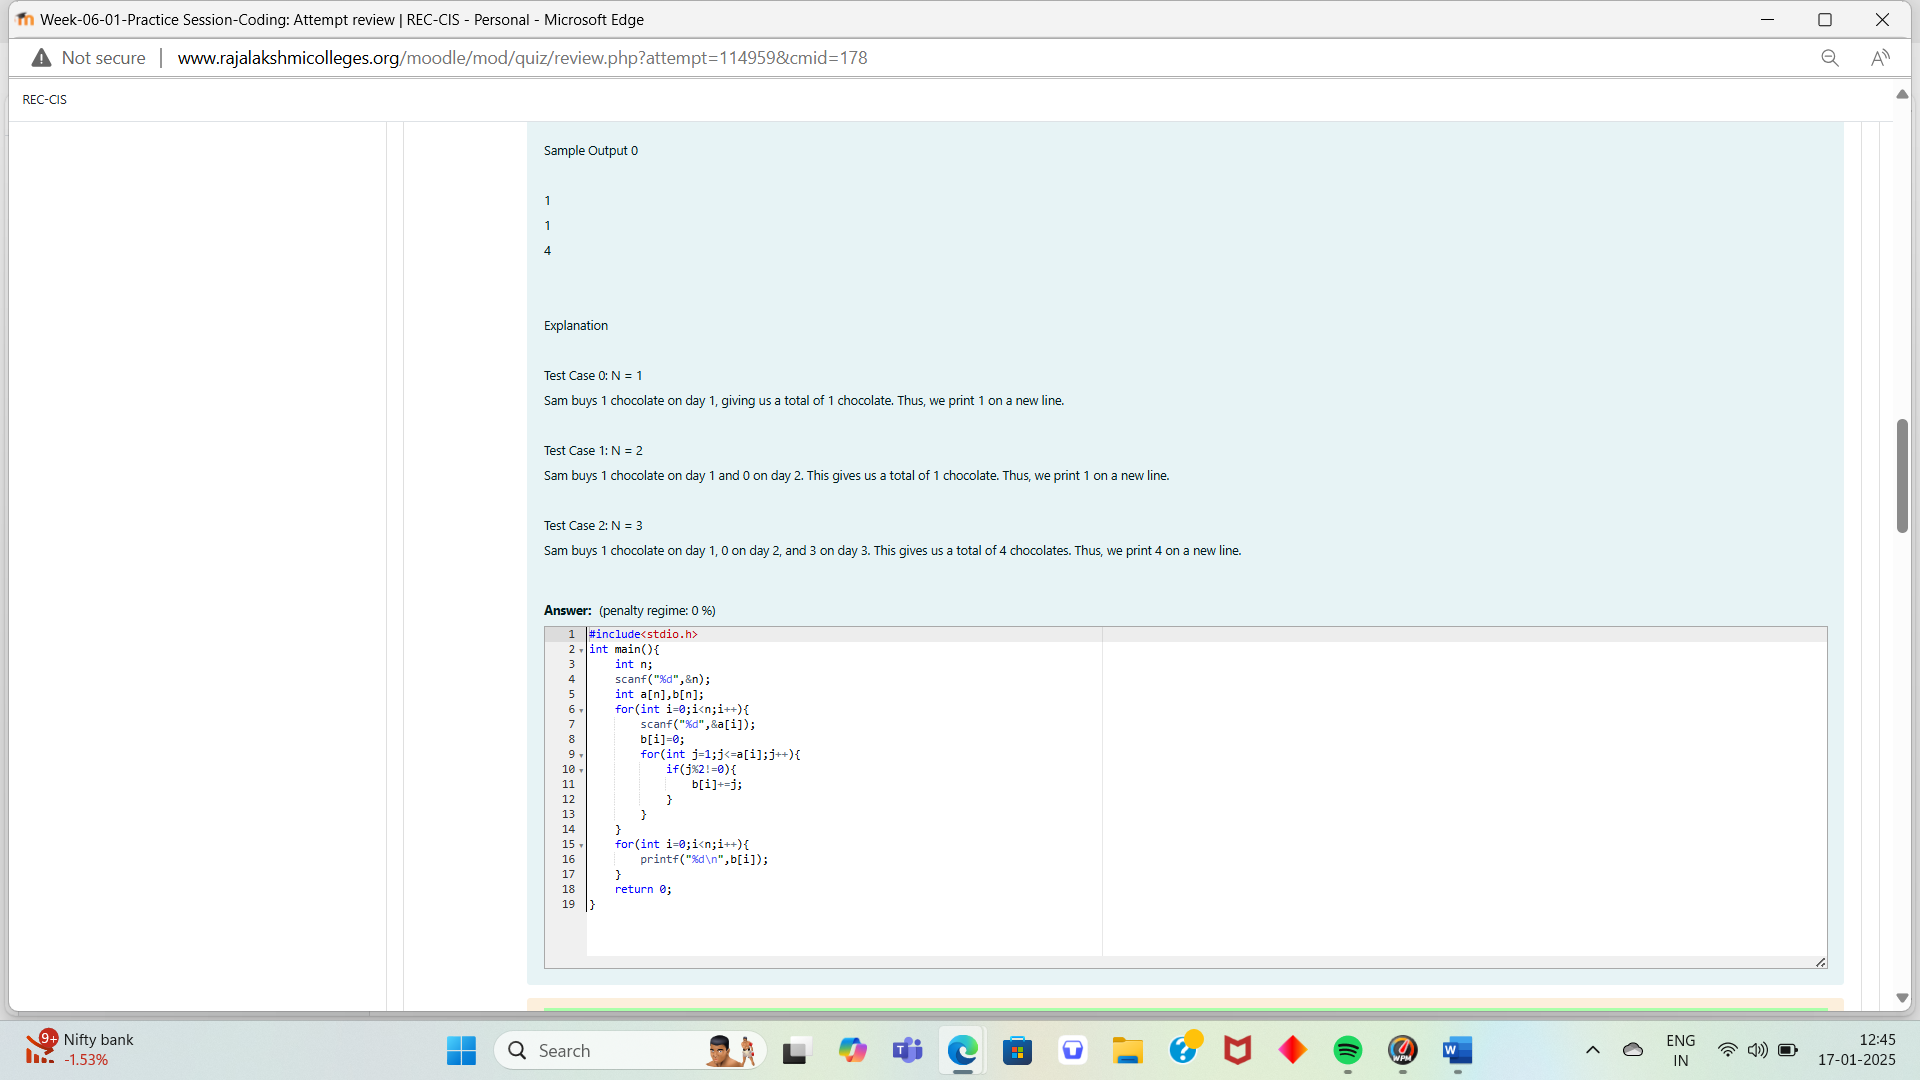 Week-06-01-Practice Session-Coding: Attempt review | REC-CIS - Personal - Microsoft Edge
Not secure | www.rajalakshmicolleges.org/moodle/mod/quiz/review.php?attempt=114959&cmid=178
REC-CIS
Sample Output 0
1
1
4
Explanation
Test Case 0: N = 1
Sam buys 1 chocolate on day 1, giving us a total of 1 chocolate. Thus, we print 1 on a new line.
Test Case 1: N = 2
Sam buys 1 chocolate on day 1 and 0 on day 2. This gives us a total of 1 chocolate. Thus, we print 1 on a new line.
Test Case 2: N = 3
Sam buys 1 chocolate on day 1, 0 on day 2, and 3 on day 3. This gives us a total of 4 chocolates. Thus, we print 4 on a new line.
Answer: (penalty regime: 0 %)
1 #include<stdio.h>
2 int main(){
3 int n;
4 scanf("%d",&n);
5 int a[n],b[n];
6 for(int i=0;i<n;i++){
7 scanf("%d",&a[i]);
8 b[i]=0;
9 for(int j=1;j<=a[i];j++){
10 if(j%2!=0){
11 b[i]+=j;
12 }
13 }
14 }
15 for(int i=0;i<n;i++){
16 printf("%d\n",b[i]);
17 }
18 return 0;
19 }
9+ Nifty bank
-1.53%
Search
WPM
ENG
IN
12:45
17-01-2025